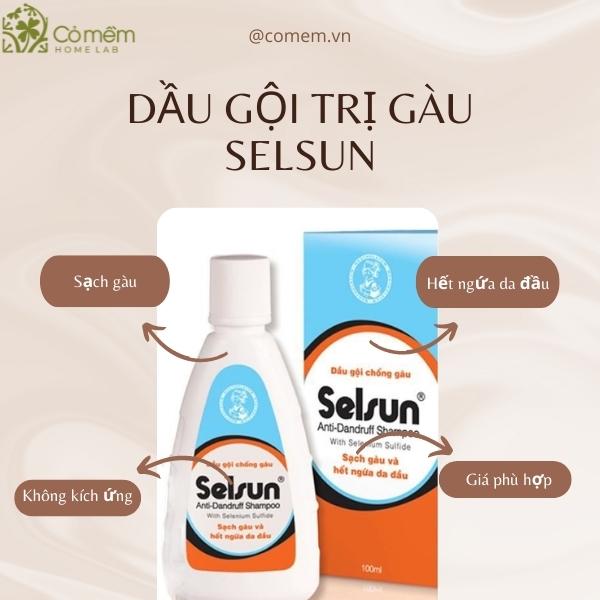 Cỏ mềm
HOME LAB
@comem.vn
DẦU GỘI TRỊ GÀU
SELSUN
Sạch gàu
Hết ngứa da đầu
Không kích ứng
Giá phù hợp
Dầu gội chống gàu
Selsun®
Anti-Dandruff Shampoo
With Selenium Sulfide
Sạch gàu và
hết ngứa da đầu
Dầu gội chống gàu
Selsun®
Anti-Dandruff Shampoo
With Selenium Sulfide
Sạch gàu và
hết ngứa da đầu
100ml